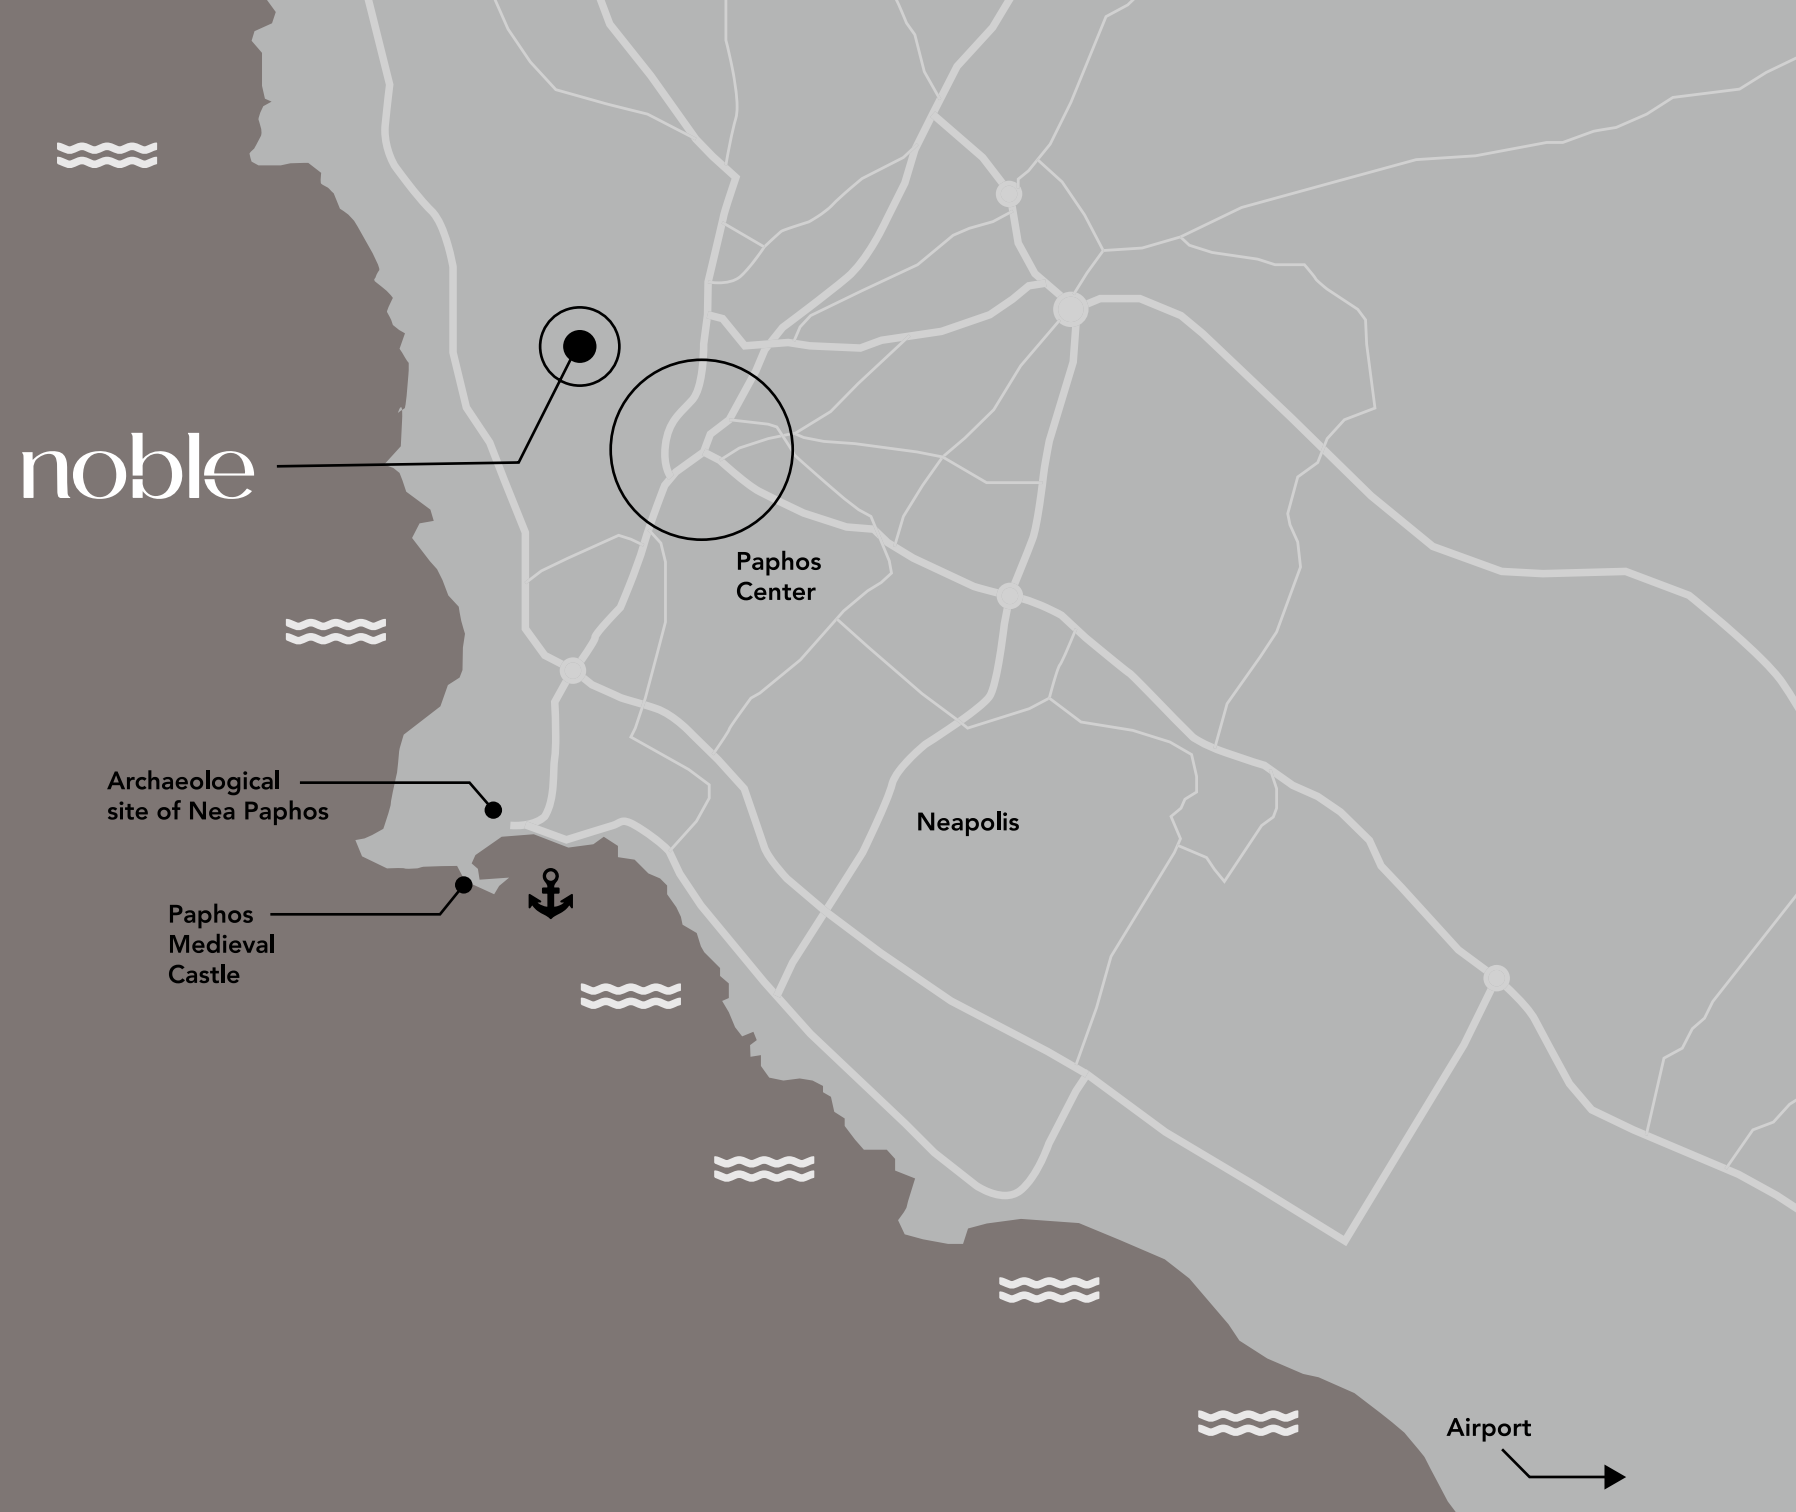 noble
Paphos
Center
Archaeological
site of Nea Paphos
Neapolis
Paphos
Medieval
Castle
Airport